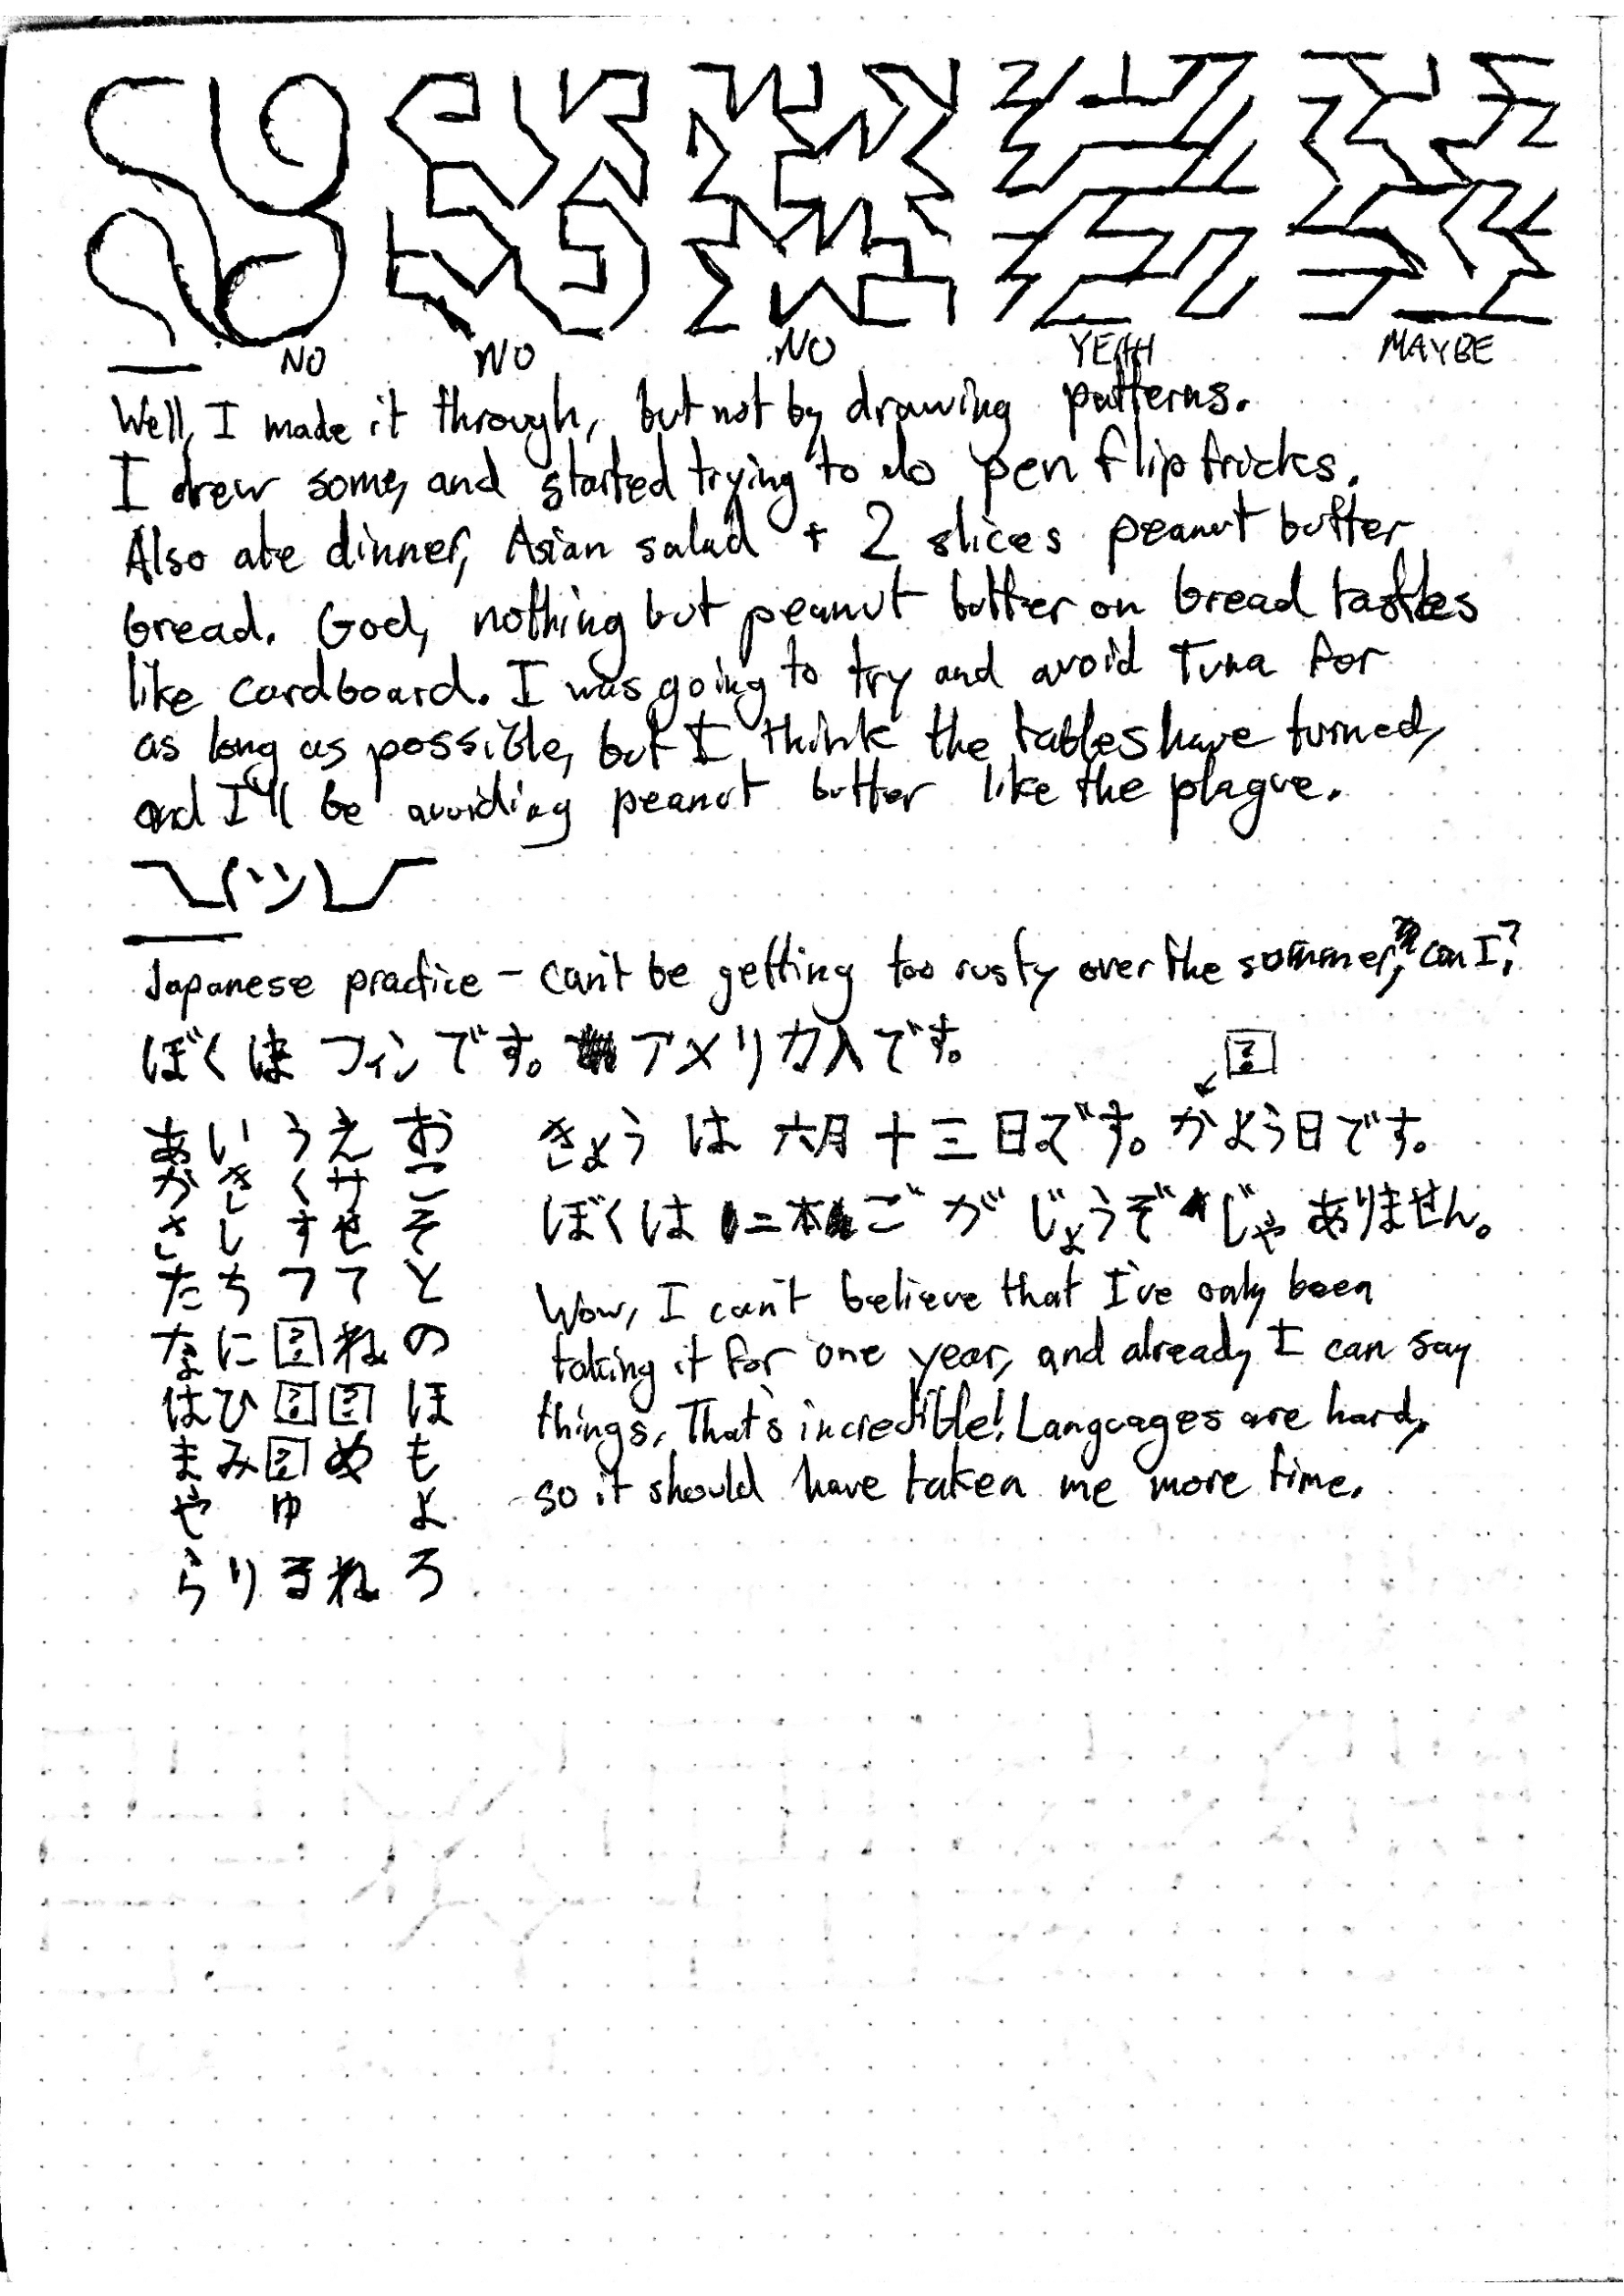 NO NO NO YEAH MAYBE
Well, I made it through, but not by drawing patterns.
I drew some, and started trying to do pen flip tricks.
Also ate dinner, Asian salad + 2 slices peanut butter
bread. God, nothing but peanut butter on bread tastes
like cardboard. I was going to try and avoid Tuna for
as long as possible, but I think the tables have turned,
and I'll be avoiding peanut butter like the plague.
¯\_(ツ)_/¯
Japanese practice - can't be getting too rusty over the summer, can I?
ぼくは フィンです。アメリカ人です。
?
きょうは 六月十三日です。かよう日です。
ぼくは 二本ご が じょうぞ じゃ ありません。
Wow, I can't believe that I've only been
taking it for one year, and already I can say
things. That's incredible! Languages are hard,
so it should have taken me more time.
あ い う え お
か き く サ こ
さ し す せ そ
た ち つ て と
な に ? ね の
は ひ ? ? ほ
ま み ? め も
や ゆ よ
ら り る れ ろ